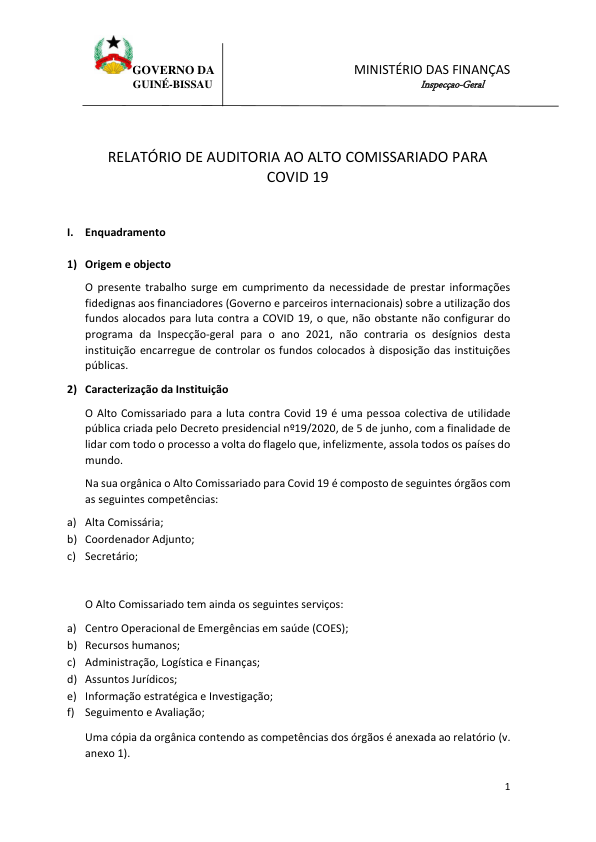 GOVERNO DA
GUINÉ-BISSAU
MINISTÉRIO DAS FINANÇAS
Inspecçao-Geral
RELATÓRIO DE AUDITORIA AO ALTO COMISSARIADO PARA
COVID 19
I. Enquadramento
1) Origem e objecto
O presente trabalho surge em cumprimento da necessidade de prestar informações
fidedignas aos financiadores (Governo e parceiros internacionais) sobre a utilização dos
fundos alocados para luta contra a COVID 19, o que, não obstante não configurar do
programa da Inspecção-geral para o ano 2021, não contraria os desígnios desta
instituição encarregue de controlar os fundos colocados à disposição das instituições
públicas.
2) Caracterização da Instituição
O Alto Comissariado para a luta contra Covid 19 é uma pessoa colectiva de utilidade
pública criada pelo Decreto presidencial nº19/2020, de 5 de junho, com a finalidade de
lidar com todo o processo a volta do flagelo que, infelizmente, assola todos os países do
mundo.
Na sua orgânica o Alto Comissariado para Covid 19 é composto de seguintes órgãos com
as seguintes competências:
a) Alta Comissária;
b) Coordenador Adjunto;
c) Secretário;
O Alto Comissariado tem ainda os seguintes serviços:
a) Centro Operacional de Emergências em saúde (COES);
b) Recursos humanos;
c) Administração, Logística e Finanças;
d) Assuntos Jurídicos;
e) Informação estratégica e Investigação;
f) Seguimento e Avaliação;
Uma cópia da orgânica contendo as competências dos órgãos é anexada ao relatório (v.
anexo 1).
1